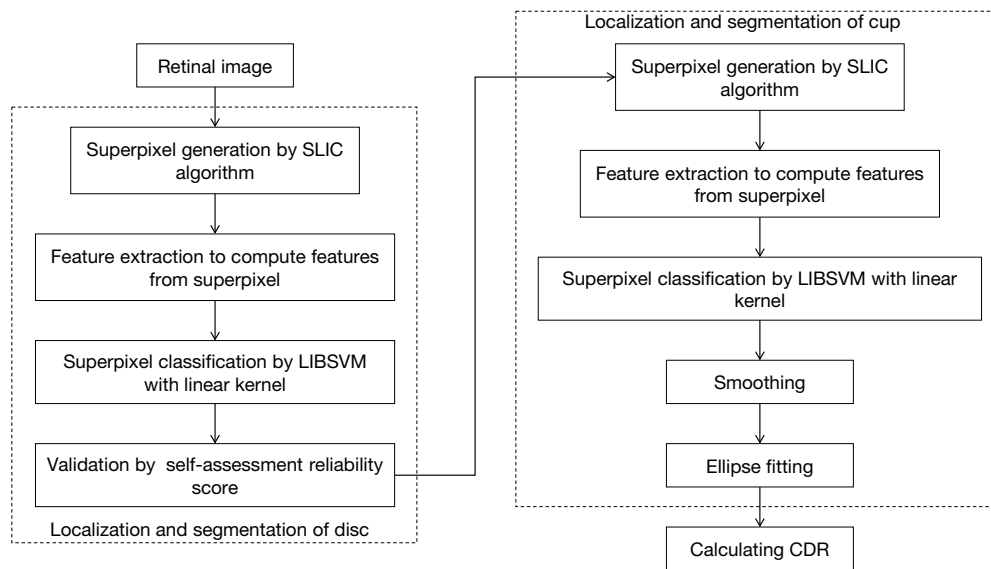 Retinal image
Superpixel generation by SLIC
algorithm
Feature extraction to compute features
from superpixel
Superpixel classification by LIBSVM
with linear kernel
Validation by self-assessment reliability
score
Localization and segmentation of disc
Localization and segmentation of cup
Superpixel generation by SLIC
algorithm
Feature extraction to compute features
from superpixel
Superpixel classification by LIBSVM with linear
kernel
Smoothing
Ellipse fitting
Calculating CDR